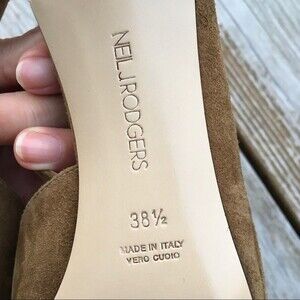 NEIL J RODGERS
38½
MADE IN ITALY
VERO CUOIO